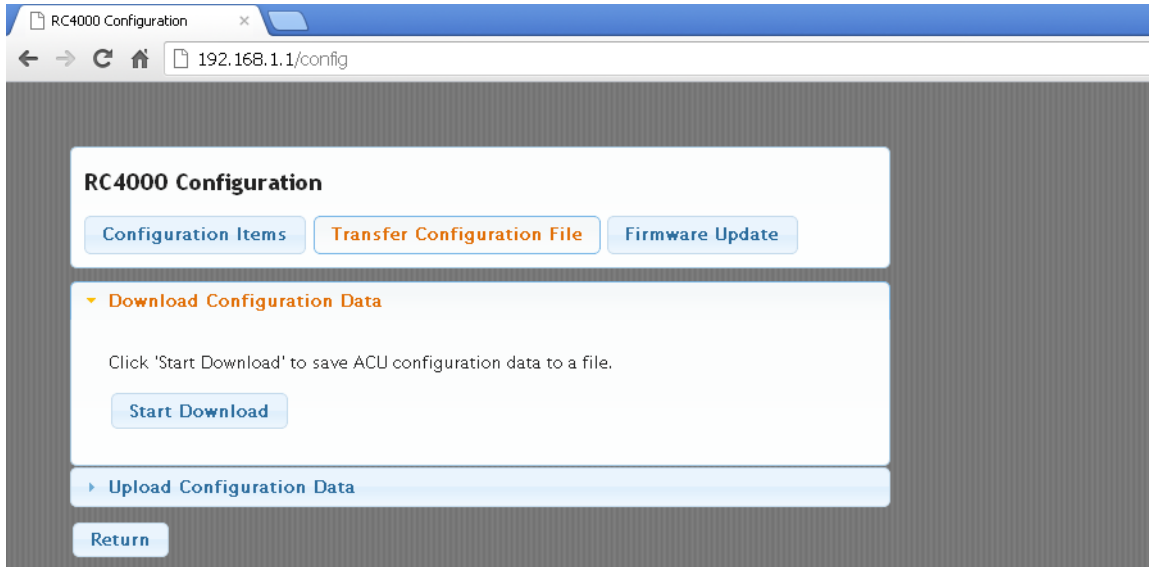 RC4000 Configuration
192.168.1.1/config
RC4000 Configuration
Configuration Items Transfer Configuration File Firmware Update
Download Configuration Data
Click 'Start Download' to save ACU configuration data to a file.
Start Download
Upload Configuration Data
Return